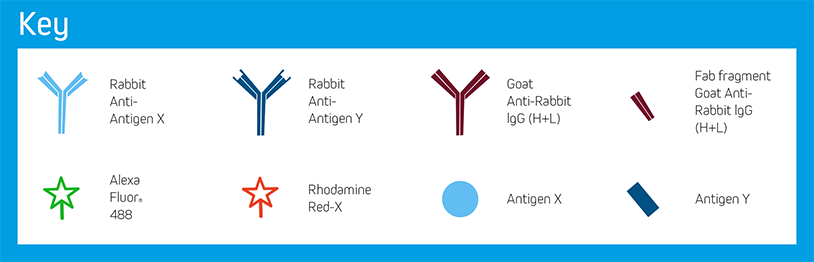 Key
Rabbit
Anti-
Antigen X
Rabbit
Anti-
Antigen Y
Goat
Anti-Rabbit
IgG (H+L)
Fab fragment
Goat Anti-
Rabbit IgG
(H+L)
Alexa
Fluor®
488
Rhodamine
Red-X
Antigen X
Antigen Y